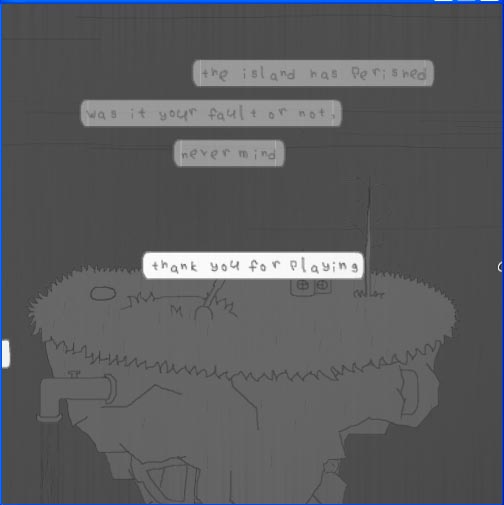 the island has perished
was it your fault or not,
never mind
thank you for playing